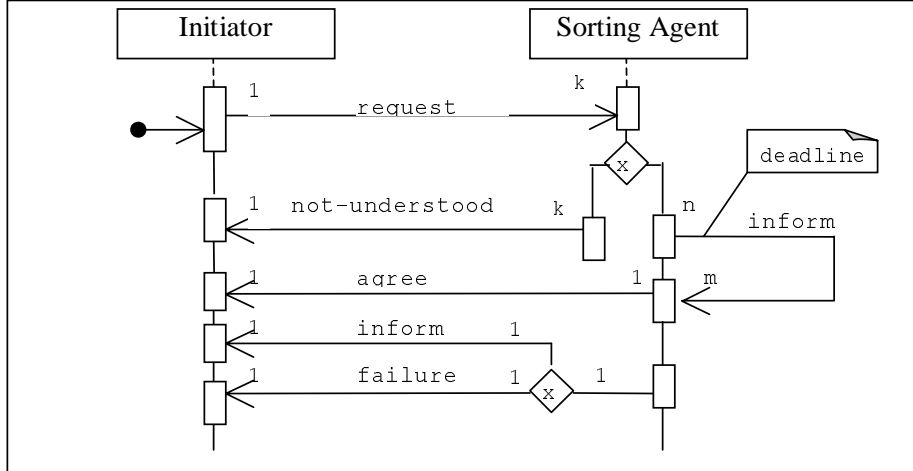 Initiator
Sorting Agent
1
k
request
x
deadline
1
not-understood
k
n
inform
1
agree
1
m
1
inform
1
1
failure
1
x
1